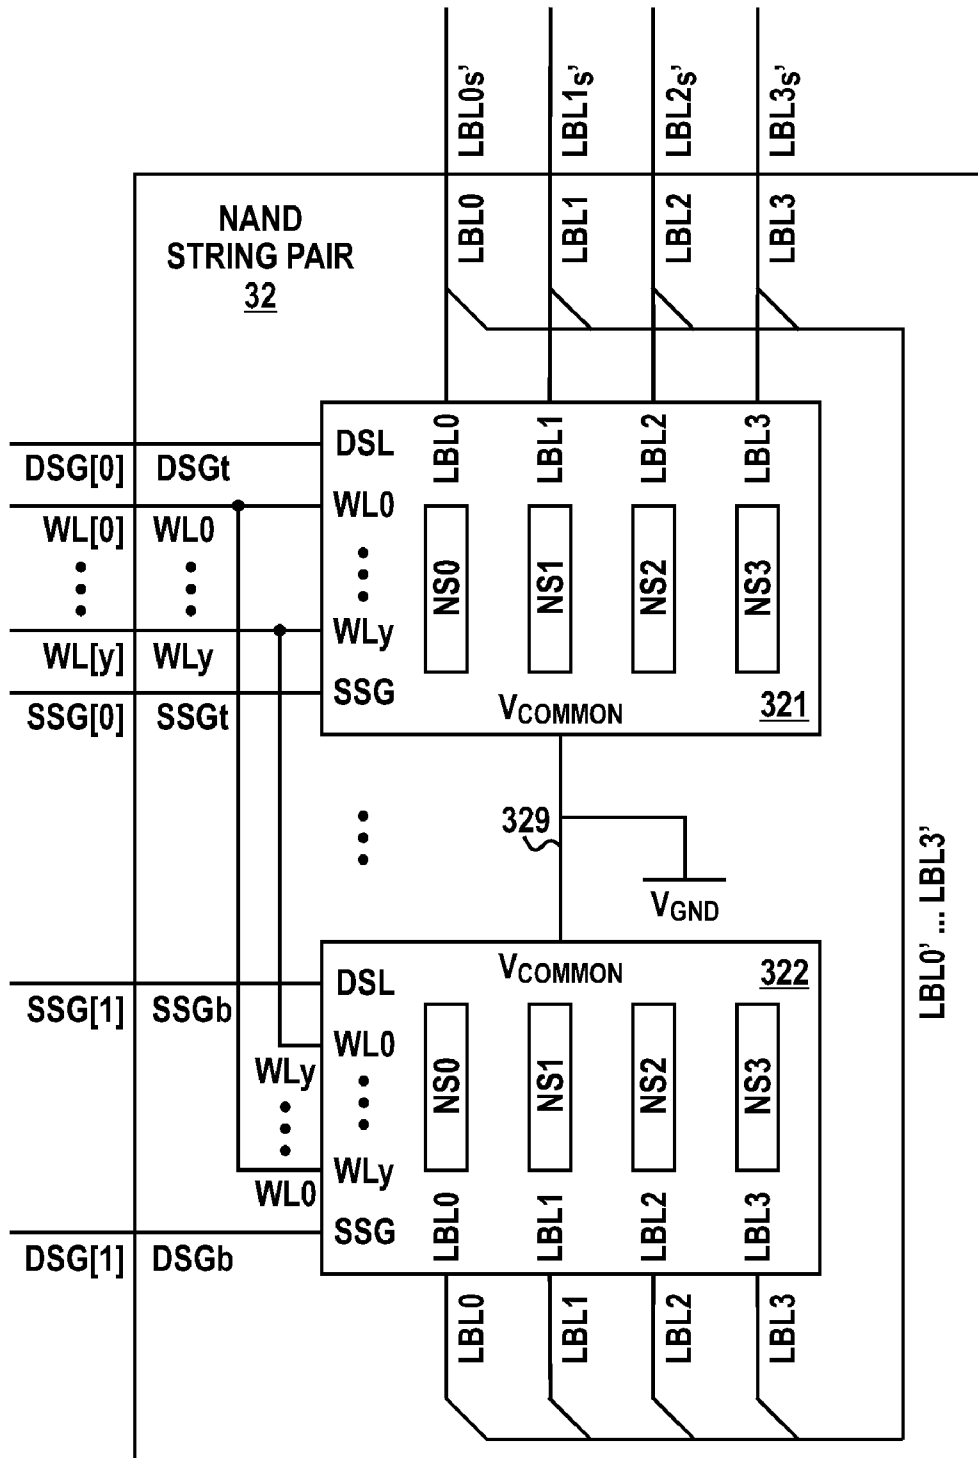 LBL0s’
LBL1s’
LBL2s’
LBL3s’
NAND
STRING PAIR
32
LBL0
LBL1
LBL2
LBL3
DSG[0] DSGt
WL[0] WL0
WL[y] WLy
SSG[0] SSGt
DSL
WL0
WLy
SSG
LBL0
LBL1
LBL2
LBL3
NS0
NS1
NS2
NS3
VCOMMON
321
329
VGND
LBL0’ ... LBL3’
VCOMMON
322
SSG[1] SSGb
DSL
WL0
WLy
WLy
WL0
SSG
DSG[1] DSGb
NS0
NS1
NS2
NS3
LBL0
LBL1
LBL2
LBL3
LBL0
LBL1
LBL2
LBL3